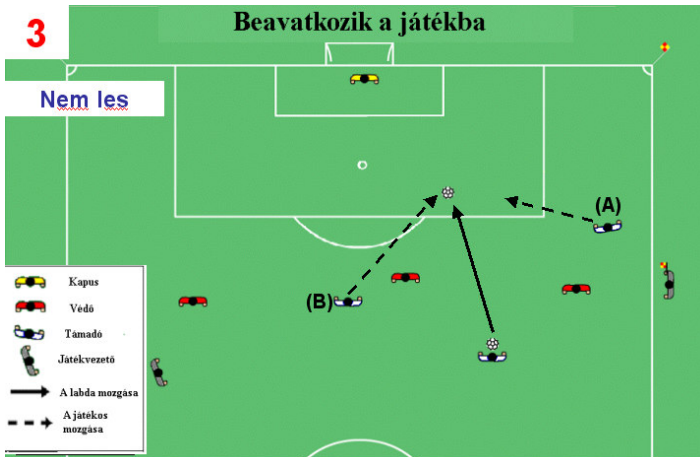 3
Beavatkozik a játékba
Nem les
(A)
(B)
Kapus
Védő
Támadó
Játékvezető
A labda mozgása
A játékos
mozgása